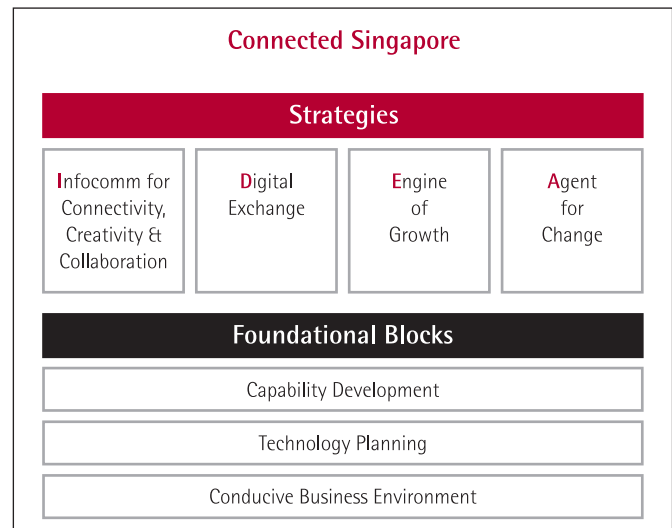 Connected Singapore
Strategies
Infocomm for
Connectivity,
Creativity &
Collaboration
Digital
Exchange
Engine
of
Growth
Agent
for
Change
Foundational Blocks
Capability Development
Technology Planning
Conducive Business Environment